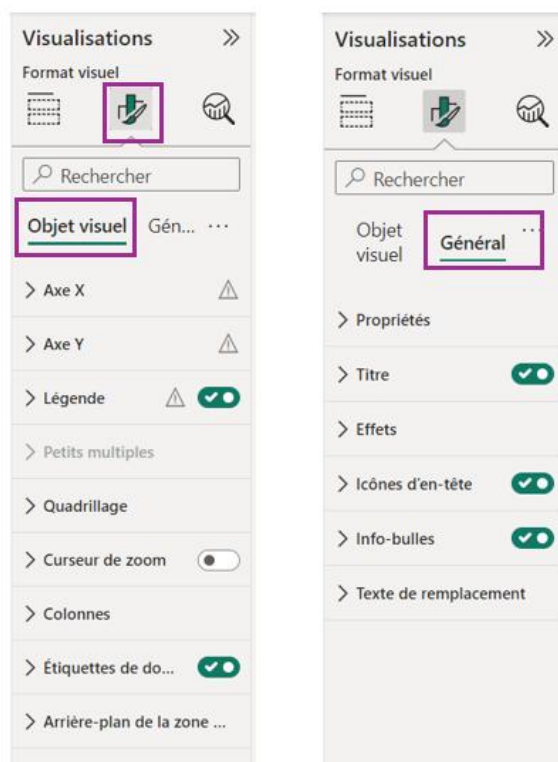 Visualisations
Format visuel
Rechercher
Objet visuel Gén... ...
Axe X
Axe Y
Légende
Petits multiples
Quadrillage
Curseur de zoom
Colonnes
Étiquettes de do...
Arrière-plan de la zone ...
Visualisations
Format visuel
Rechercher
Objet
visuel
Général ...
Propriétés
Titre
Effets
Icônes d'en-tête
Info-bulles
Texte de remplacement